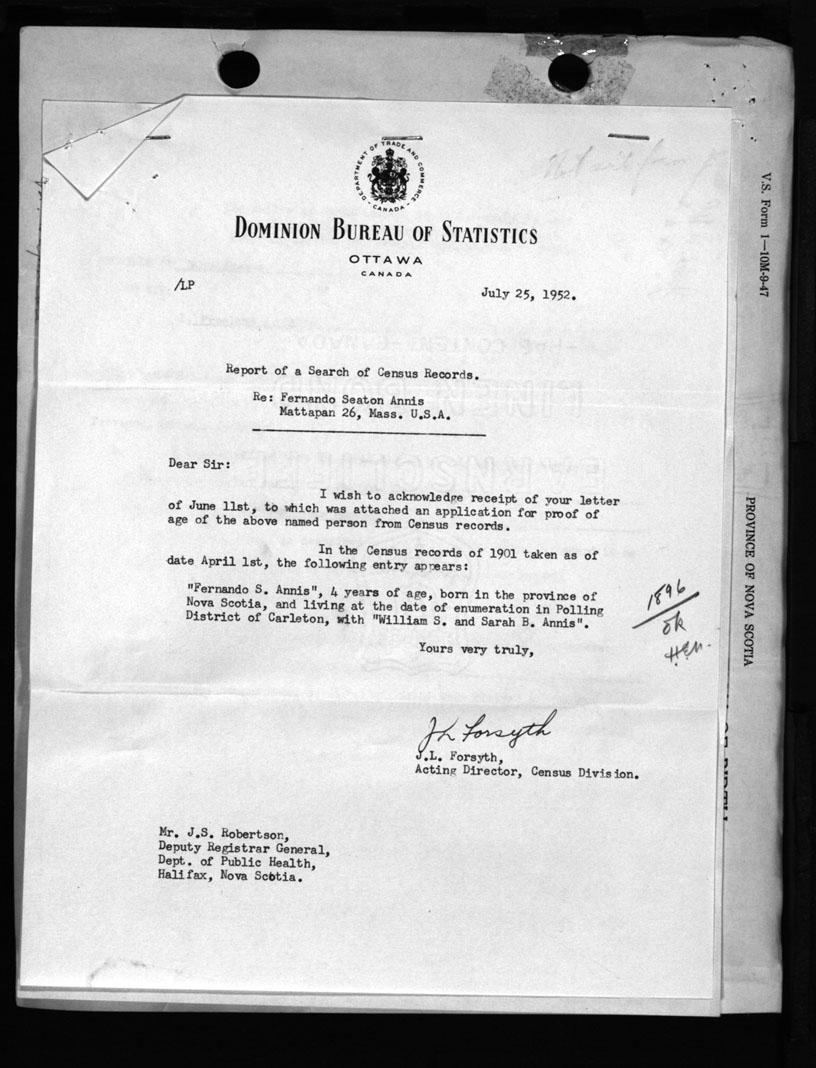 Not
DEPARTMENT OF TRADE AND COMMERCE
- CANADA -
DOMINION BUREAU OF STATISTICS
OTTAWA
CANADA
/LP
July 25, 1952.
Report of a Search of Census Records.
Re: Fernando Seaton Annis
Mattapan 26, Mass. U.S.A.
Dear Sir:
I wish to acknowledge receipt of your letter
of June 11st, to which was attached an application for proof of
age of the above named person from Census records.
In the Census records of 1901 taken as of
date April 1st, the following entry appears:
"Fernando S. Annis", 4 years of age, born in the province of
Nova Scotia, and living at the date of enumeration in Polling
District of Carleton, with "William S. and Sarah B. Annis".
1896
ok
Yours very truly,
J L Forsyth
J.L. Forsyth,
Acting Director, Census Division.
Mr. J.S. Robertson,
Deputy Registrar General,
Dept. of Public Health,
Halifax, Nova Scotia.
V.S. Form 1—10M-9-47
PROVINCE OF NOVA SCOTIA